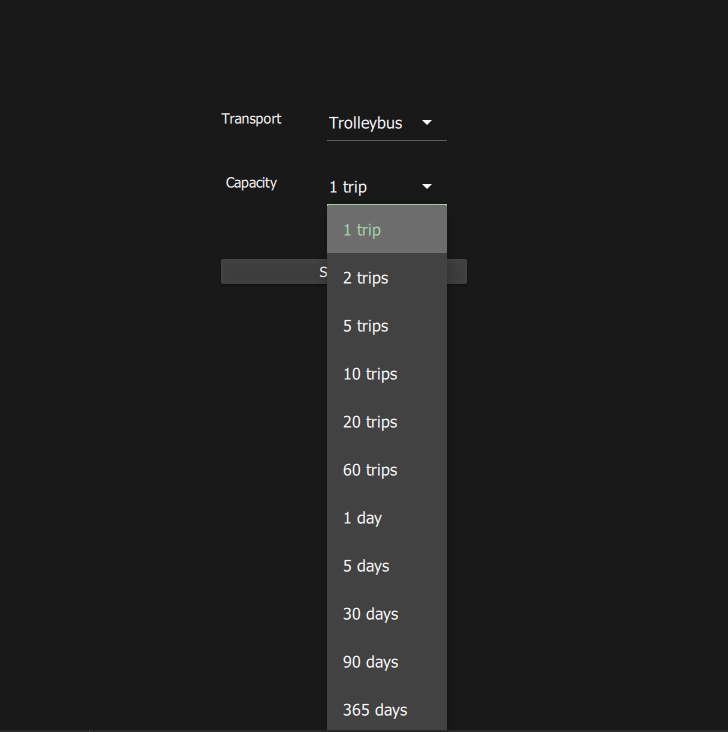 Transport
Trolleybus
Capacity
1 trip
1 trip
2 trips
5 trips
10 trips
20 trips
60 trips
1 day
5 days
30 days
90 days
365 days